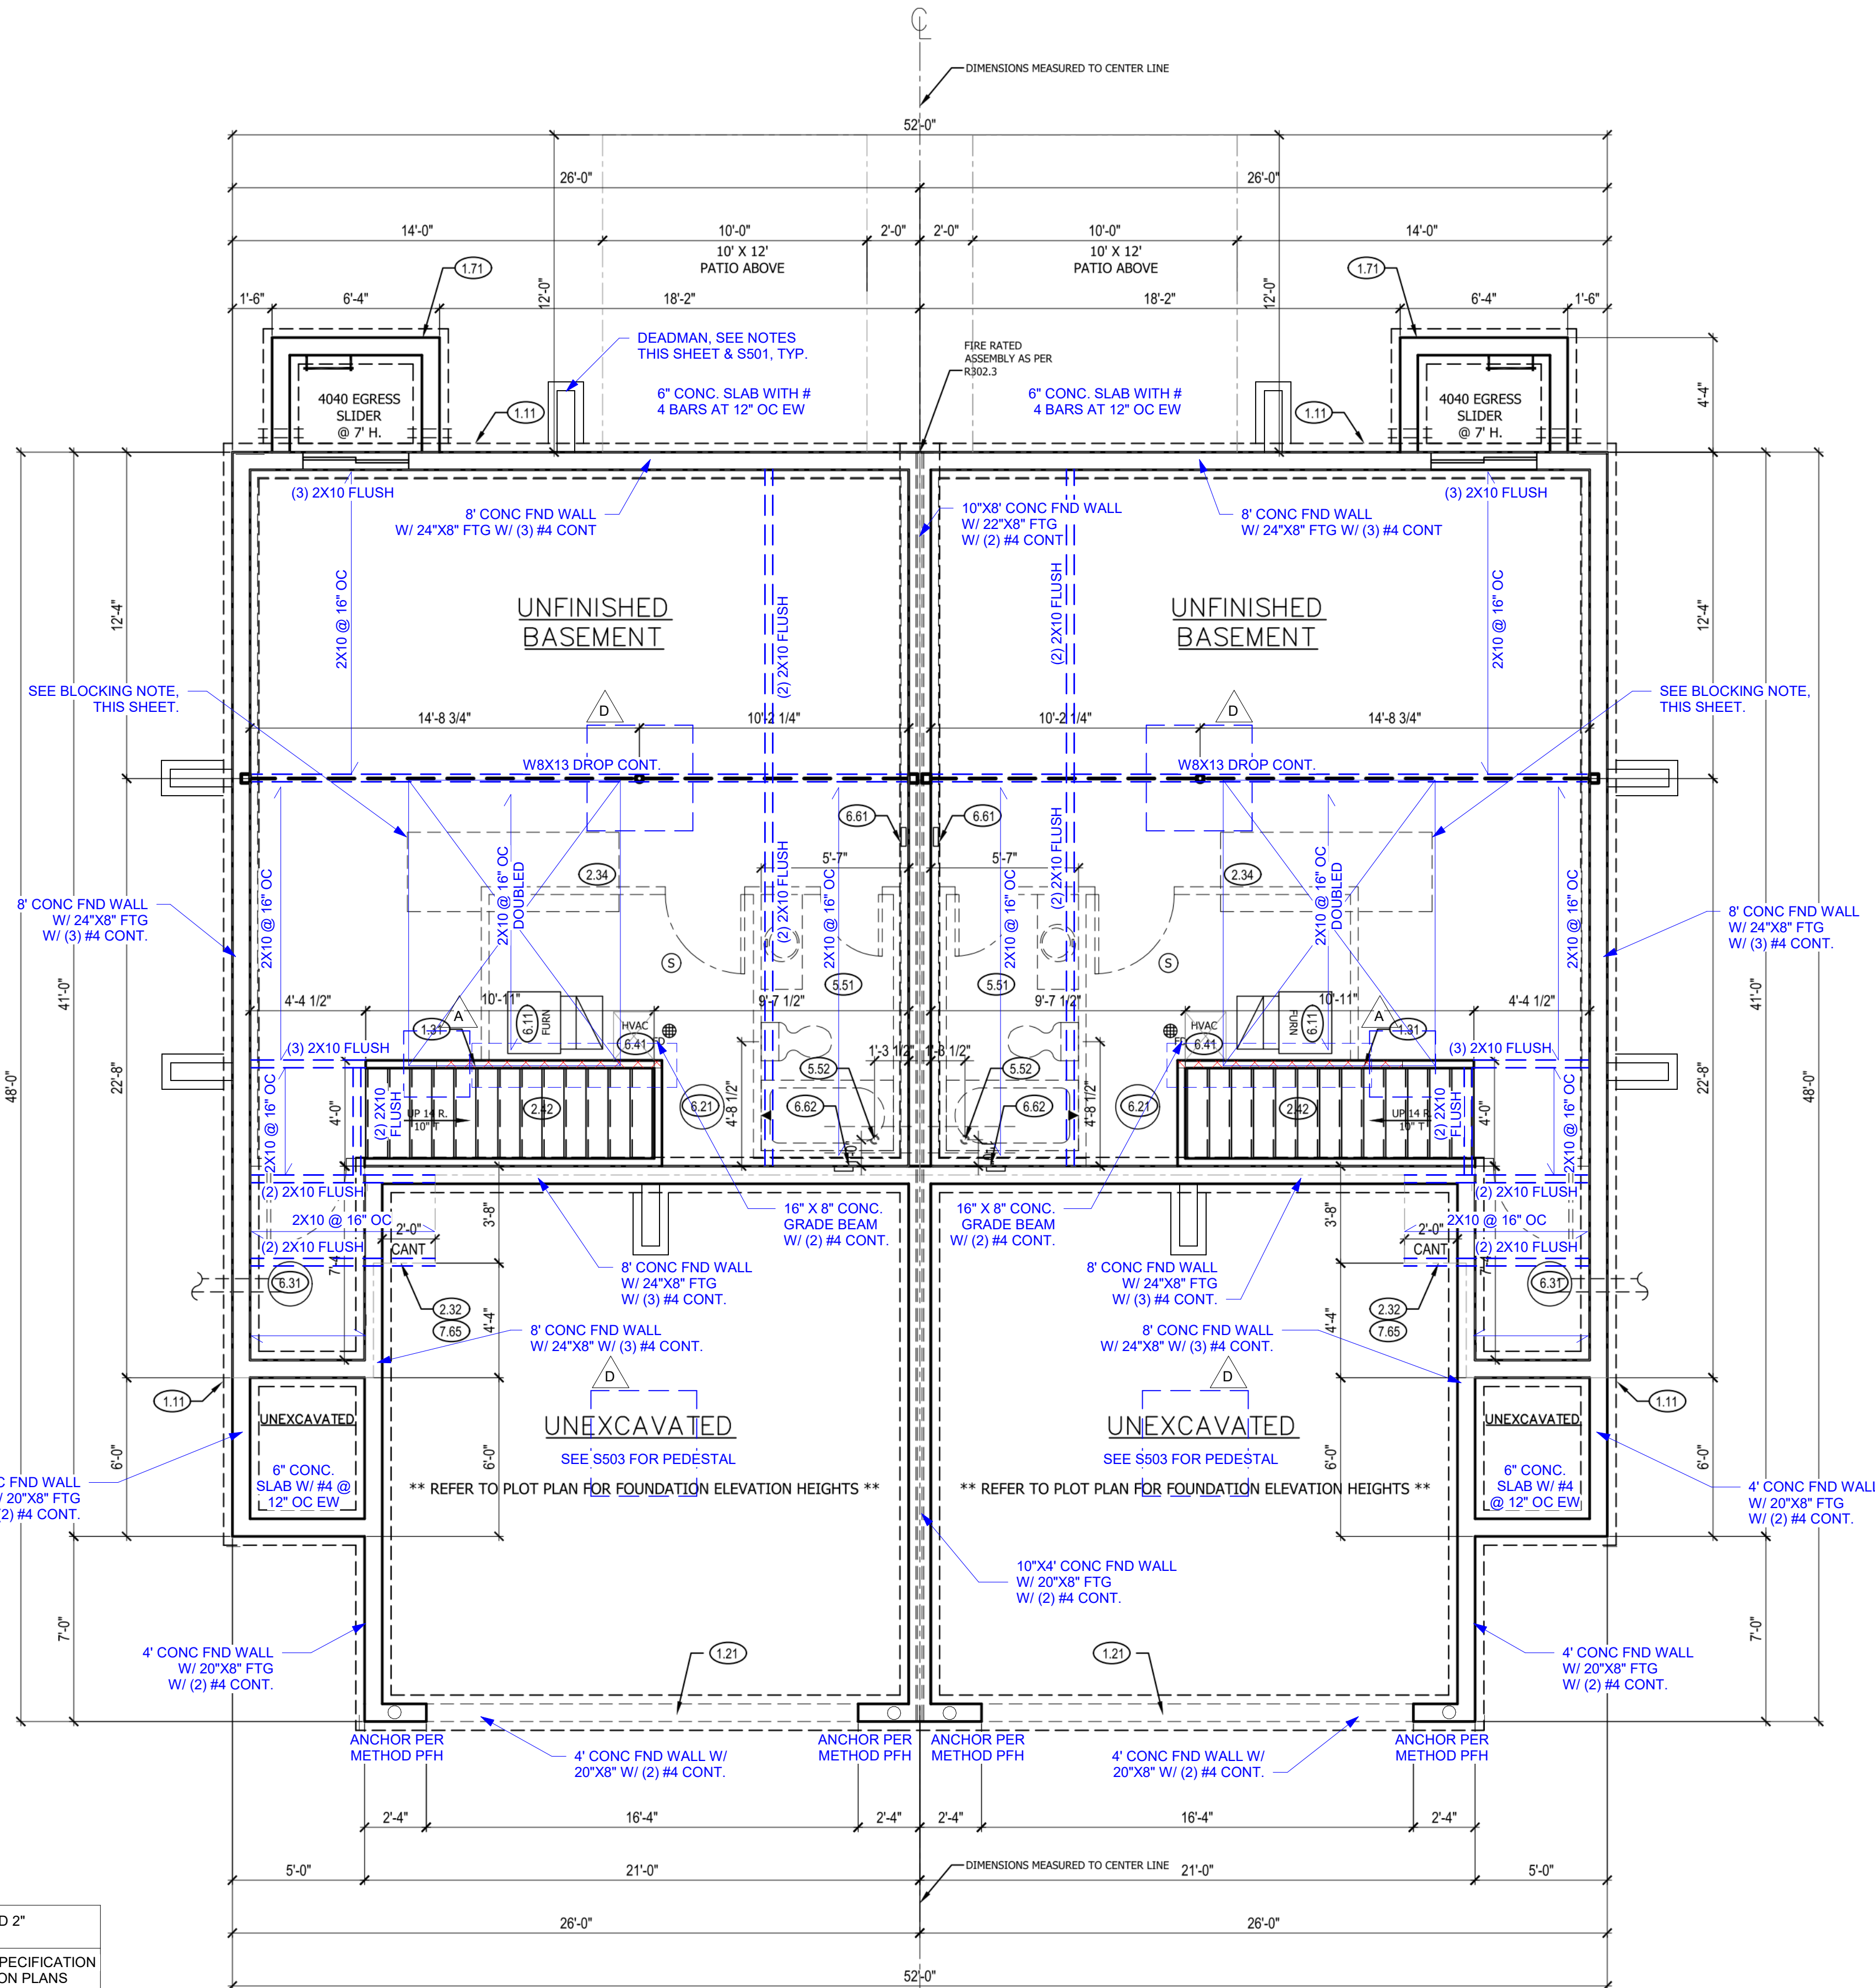 CL
DIMENSIONS MEASURED TO CENTER LINE
52'-0"
26'-0"
26'-0"
14'-0"
10'-0"
2'-0"
2'-0"
10'-0"
14'-0"
10' X 12'
PATIO ABOVE
10' X 12'
PATIO ABOVE
1.71
1.71
1'-6"
6'-4"
12'-0"
18'-2"
18'-2"
12'-0"
6'-4"
1'-6"
DEADMAN, SEE NOTES
THIS SHEET & S501, TYP.
FIRE RATED
ASSEMBLY AS PER
R302.3
4040 EGRESS
SLIDER
@ 7' H.
6" CONC. SLAB WITH #
4 BARS AT 12" OC EW
6" CONC. SLAB WITH #
4 BARS AT 12" OC EW
4040 EGRESS
SLIDER
@ 7' H.
4'-4"
1.11
1.11
(3) 2X10 FLUSH
(3) 2X10 FLUSH
8' CONC FND WALL
W/ 24"X8" FTG W/ (3) #4 CONT
10"X8' CONC FND WALL
W/ 22"X8" FTG
W/ (2) #4 CONT
8' CONC FND WALL
W/ 24"X8" FTG W/ (3) #4 CONT
12'-4"
2X10 @ 16" OC
UNFINISHED
BASEMENT
(2) 2X10 FLUSH
(2) 2X10 FLUSH
UNFINISHED
BASEMENT
2X10 @ 16" OC
12'-4"
SEE BLOCKING NOTE,
THIS SHEET.
SEE BLOCKING NOTE,
THIS SHEET.
14'-8 3/4"
D
10'-2 1/4"
10'-2 1/4"
D
14'-8 3/4"
W8X13 DROP CONT.
W8X13 DROP CONT.
6.61
6.61
2.34
5'-7"
5'-7"
2.34
8' CONC FND WALL
W/ 24"X8" FTG
W/ (3) #4 CONT.
2X10 @ 16" OC
2X10 @ 16" OC
DOUBLED
(2) 2X10 FLUSH
2X10 @ 16" OC
2X10 @ 16" OC
(2) 2X10 FLUSH
2X10 @ 16" OC
DOUBLED
2X10 @ 16" OC
8' CONC FND WALL
W/ 24"X8" FTG
W/ (3) #4 CONT.
S
S
5.51
5.51
48'-0"
41'-0"
22'-8"
4'-4 1/2"
10'-11"
9'-7 1/2"
9'-7 1/2"
10'-11"
4'-4 1/2"
22'-8"
41'-0"
48'-0"
A
1.31
6.11
FURN
HVAC
6.41
FD
HVAC
6.41
FD
FURN
6.11
A
1.31
(3) 2X10 FLUSH
1'-3 1/2"
1'-3 1/2"
(3) 2X10 FLUSH
5.52
5.52
2X10 @ 16" OC
4'-0"
(2) 2X10
FLUSH
UP 14 R.
10" T
2.42
6.21
4'-8 1/2"
6.62
6.62
4'-8 1/2"
6.21
2.42
UP 14 R.
10" T
(2) 2X10
FLUSH
4'-0"
2X10 @ 16" OC
(2) 2X10 FLUSH
2X10 @ 16" OC
(2) 2X10 FLUSH
2'-0"
CANT
3'-8"
16" X 8" CONC.
GRADE BEAM
W/ (2) #4 CONT.
16" X 8" CONC.
GRADE BEAM
W/ (2) #4 CONT.
3'-8"
2'-0"
CANT
(2) 2X10 FLUSH
2X10 @ 16" OC
(2) 2X10 FLUSH
6.31
7'-4"
8' CONC FND WALL
W/ 24"X8" FTG
W/ (3) #4 CONT.
8' CONC FND WALL
W/ 24"X8" FTG
W/ (3) #4 CONT.
7'-4"
6.31
2.32
7.65
4'-4"
8' CONC FND WALL
W/ 24"X8" W/ (3) #4 CONT.
8' CONC FND WALL
W/ 24"X8" W/ (3) #4 CONT.
4'-4"
2.32
7.65
1.11
D
D
1.11
UNEXCAVATED
UNEXCAVATED
UNEXCAVATED
UNEXCAVATED
6'-0"
6" CONC.
SLAB W/ #4 @
12" OC EW
6'-0"
SEE S503 FOR PEDESTAL
SEE S503 FOR PEDESTAL
6'-0"
6" CONC.
SLAB W/ #4
@ 12" OC EW
6'-0"
** REFER TO PLOT PLAN FOR FOUNDATION ELEVATION HEIGHTS **
** REFER TO PLOT PLAN FOR FOUNDATION ELEVATION HEIGHTS **
FND WALL
20"X8" FTG
#4 CONT.
4' CONC FND WALL
W/ 20"X8" FTG
W/ (2) #4 CONT.
10"X4' CONC FND WALL
W/ 20"X8" FTG
W/ (2) #4 CONT.
7'-0"
4' CONC FND WALL
W/ 20"X8" FTG
W/ (2) #4 CONT.
1.21
1.21
4' CONC FND WALL
W/ 20"X8" FTG
W/ (2) #4 CONT.
7'-0"
ANCHOR PER
METHOD PFH
4' CONC FND WALL W/
20"X8" W/ (2) #4 CONT.
ANCHOR PER
METHOD PFH
ANCHOR PER
METHOD PFH
4' CONC FND WALL W/
20"X8" W/ (2) #4 CONT.
ANCHOR PER
METHOD PFH
2'-4"
16'-4"
2'-4"
2'-4"
16'-4"
2'-4"
5'-0"
21'-0"
DIMENSIONS MEASURED TO CENTER LINE
21'-0"
5'-0"
26'-0"
26'-0"
52'-0"
D 2"
PECIFICATION
ON PLANS